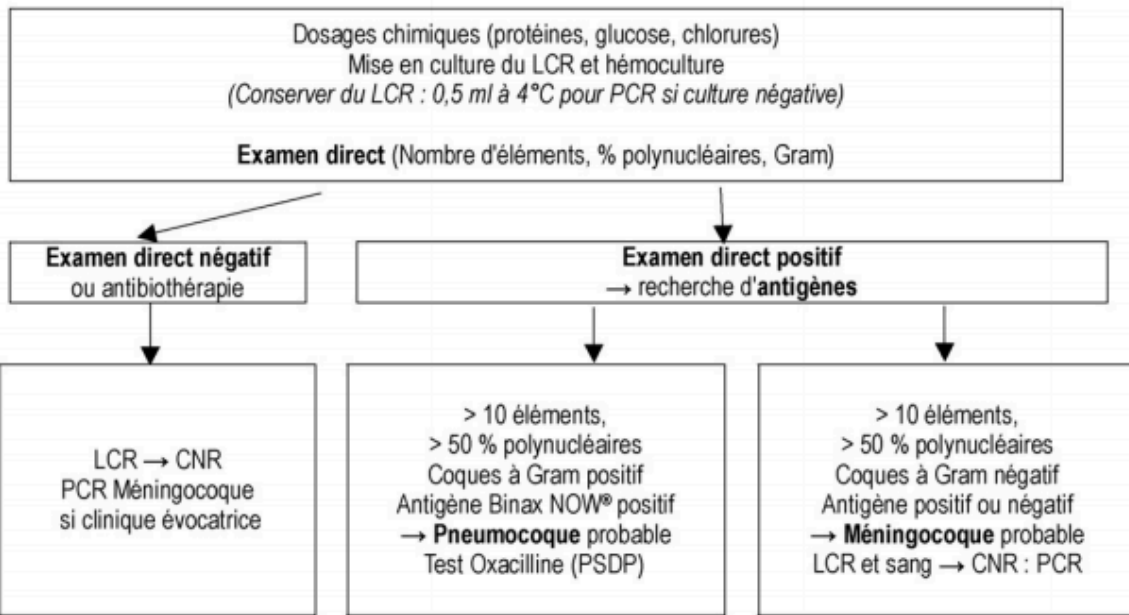 Dosages chimiques (protéines, glucose, chlorures)
Mise en culture du LCR et hémoculture
(Conserver du LCR : 0,5 ml à 4°C pour PCR si culture négative)
Examen direct (Nombre d'éléments, % polynucléaires, Gram)
Examen direct négatif
ou antibiothérapie
Examen direct positif
→ recherche d'antigènes
LCR → CNR
PCR Méningocoque
si clinique évocatrice
> 10 éléments,
> 50 % polynucléaires
Coques à Gram positif
Antigène Binax NOW® positif
→ Pneumocoque probable
Test Oxacilline (PSDP)
> 10 éléments,
> 50 % polynucléaires
Coques à Gram négatif
Antigène positif ou négatif
→ Méningocoque probable
LCR et sang → CNR : PCR